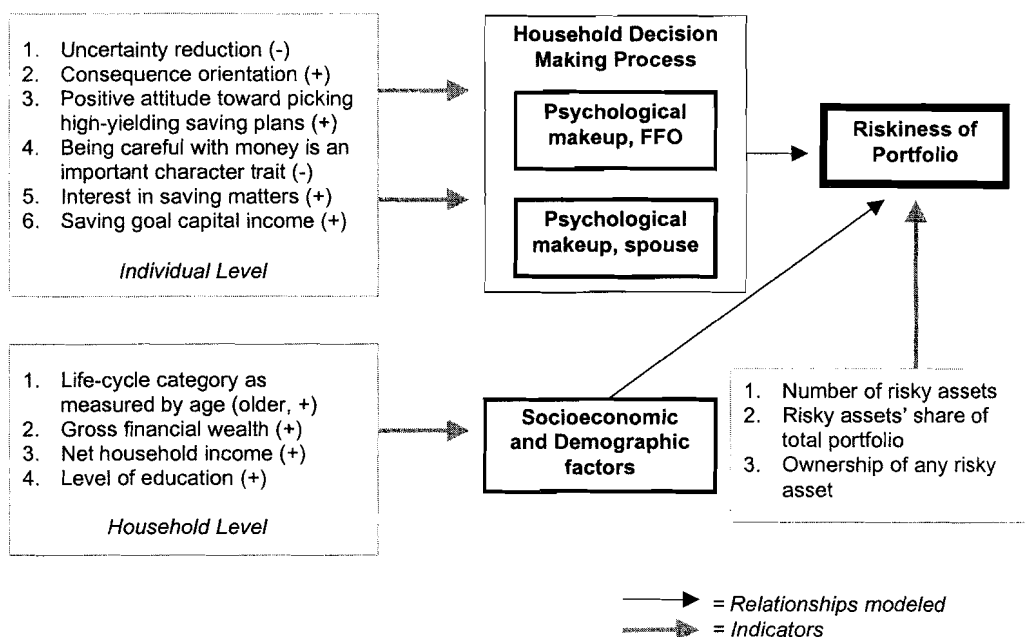 1. Uncertainty reduction (-)
2. Consequence orientation (+)
3. Positive attitude toward picking
high-yielding saving plans (+)
4. Being careful with money is an
important character trait (-)
5. Interest in saving matters (+)
6. Saving goal capital income (+)
Individual Level
Household Decision
Making Process
Psychological
makeup, FFO
Psychological
makeup, spouse
Riskiness of
Portfolio
1. Life-cycle category as
measured by age (older, +)
2. Gross financial wealth (+)
3. Net household income (+)
4. Level of education (+)
Household Level
Socioeconomic
and Demographic
factors
1. Number of risky assets
2. Risky assets' share of
total portfolio
3. Ownership of any risky
asset
= Relationships modeled
= Indicators